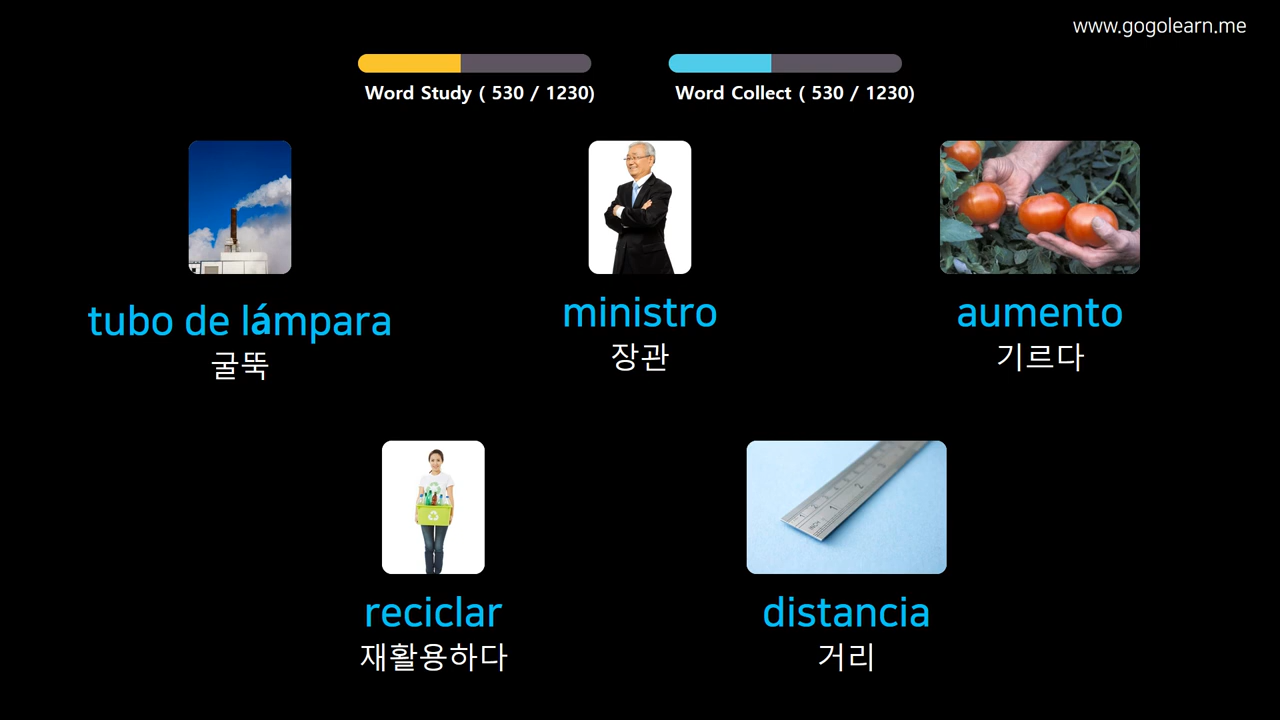 www.gogolearn.me
Word Study ( 530 / 1230)
Word Collect ( 530 / 1230)
tubo de lámpara
굴뚝
ministro
장관
aumento
기르다
reciclar
재활용하다
distancia
거리